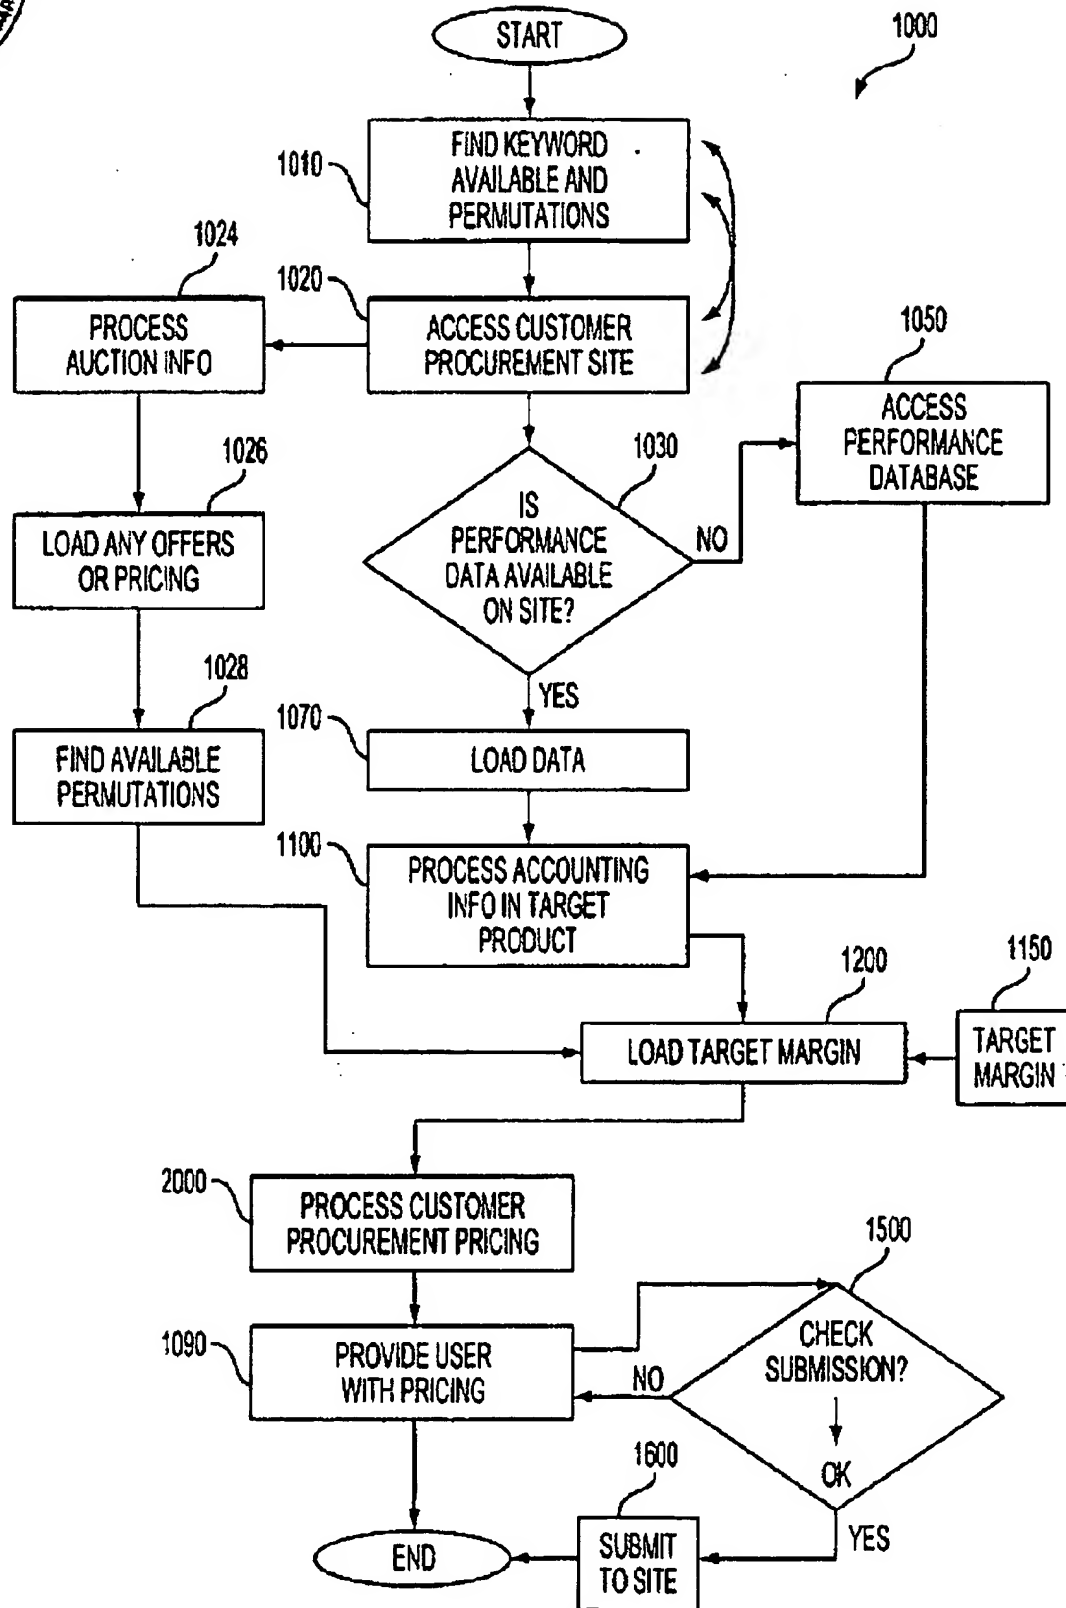 START
1000
1010
FIND KEYWORD
AVAILABLE AND
PERMUTATIONS
1024
1020
PROCESS
AUCTION INFO
ACCESS CUSTOMER
PROCUREMENT SITE
1050
ACCESS
PERFORMANCE
DATABASE
1026
LOAD ANY OFFERS
OR PRICING
1030
IS
PERFORMANCE
DATA AVAILABLE
ON SITE?
NO
YES
1028
FIND AVAILABLE
PERMUTATIONS
1070
LOAD DATA
1100
PROCESS ACCOUNTING
INFO IN TARGET
PRODUCT
1200
LOAD TARGET MARGIN
1150
TARGET
MARGIN
2000
PROCESS CUSTOMER
PROCUREMENT PRICING
1090
PROVIDE USER
WITH PRICING
1500
CHECK
SUBMISSION?
OK
NO
YES
1600
SUBMIT
TO SITE
END